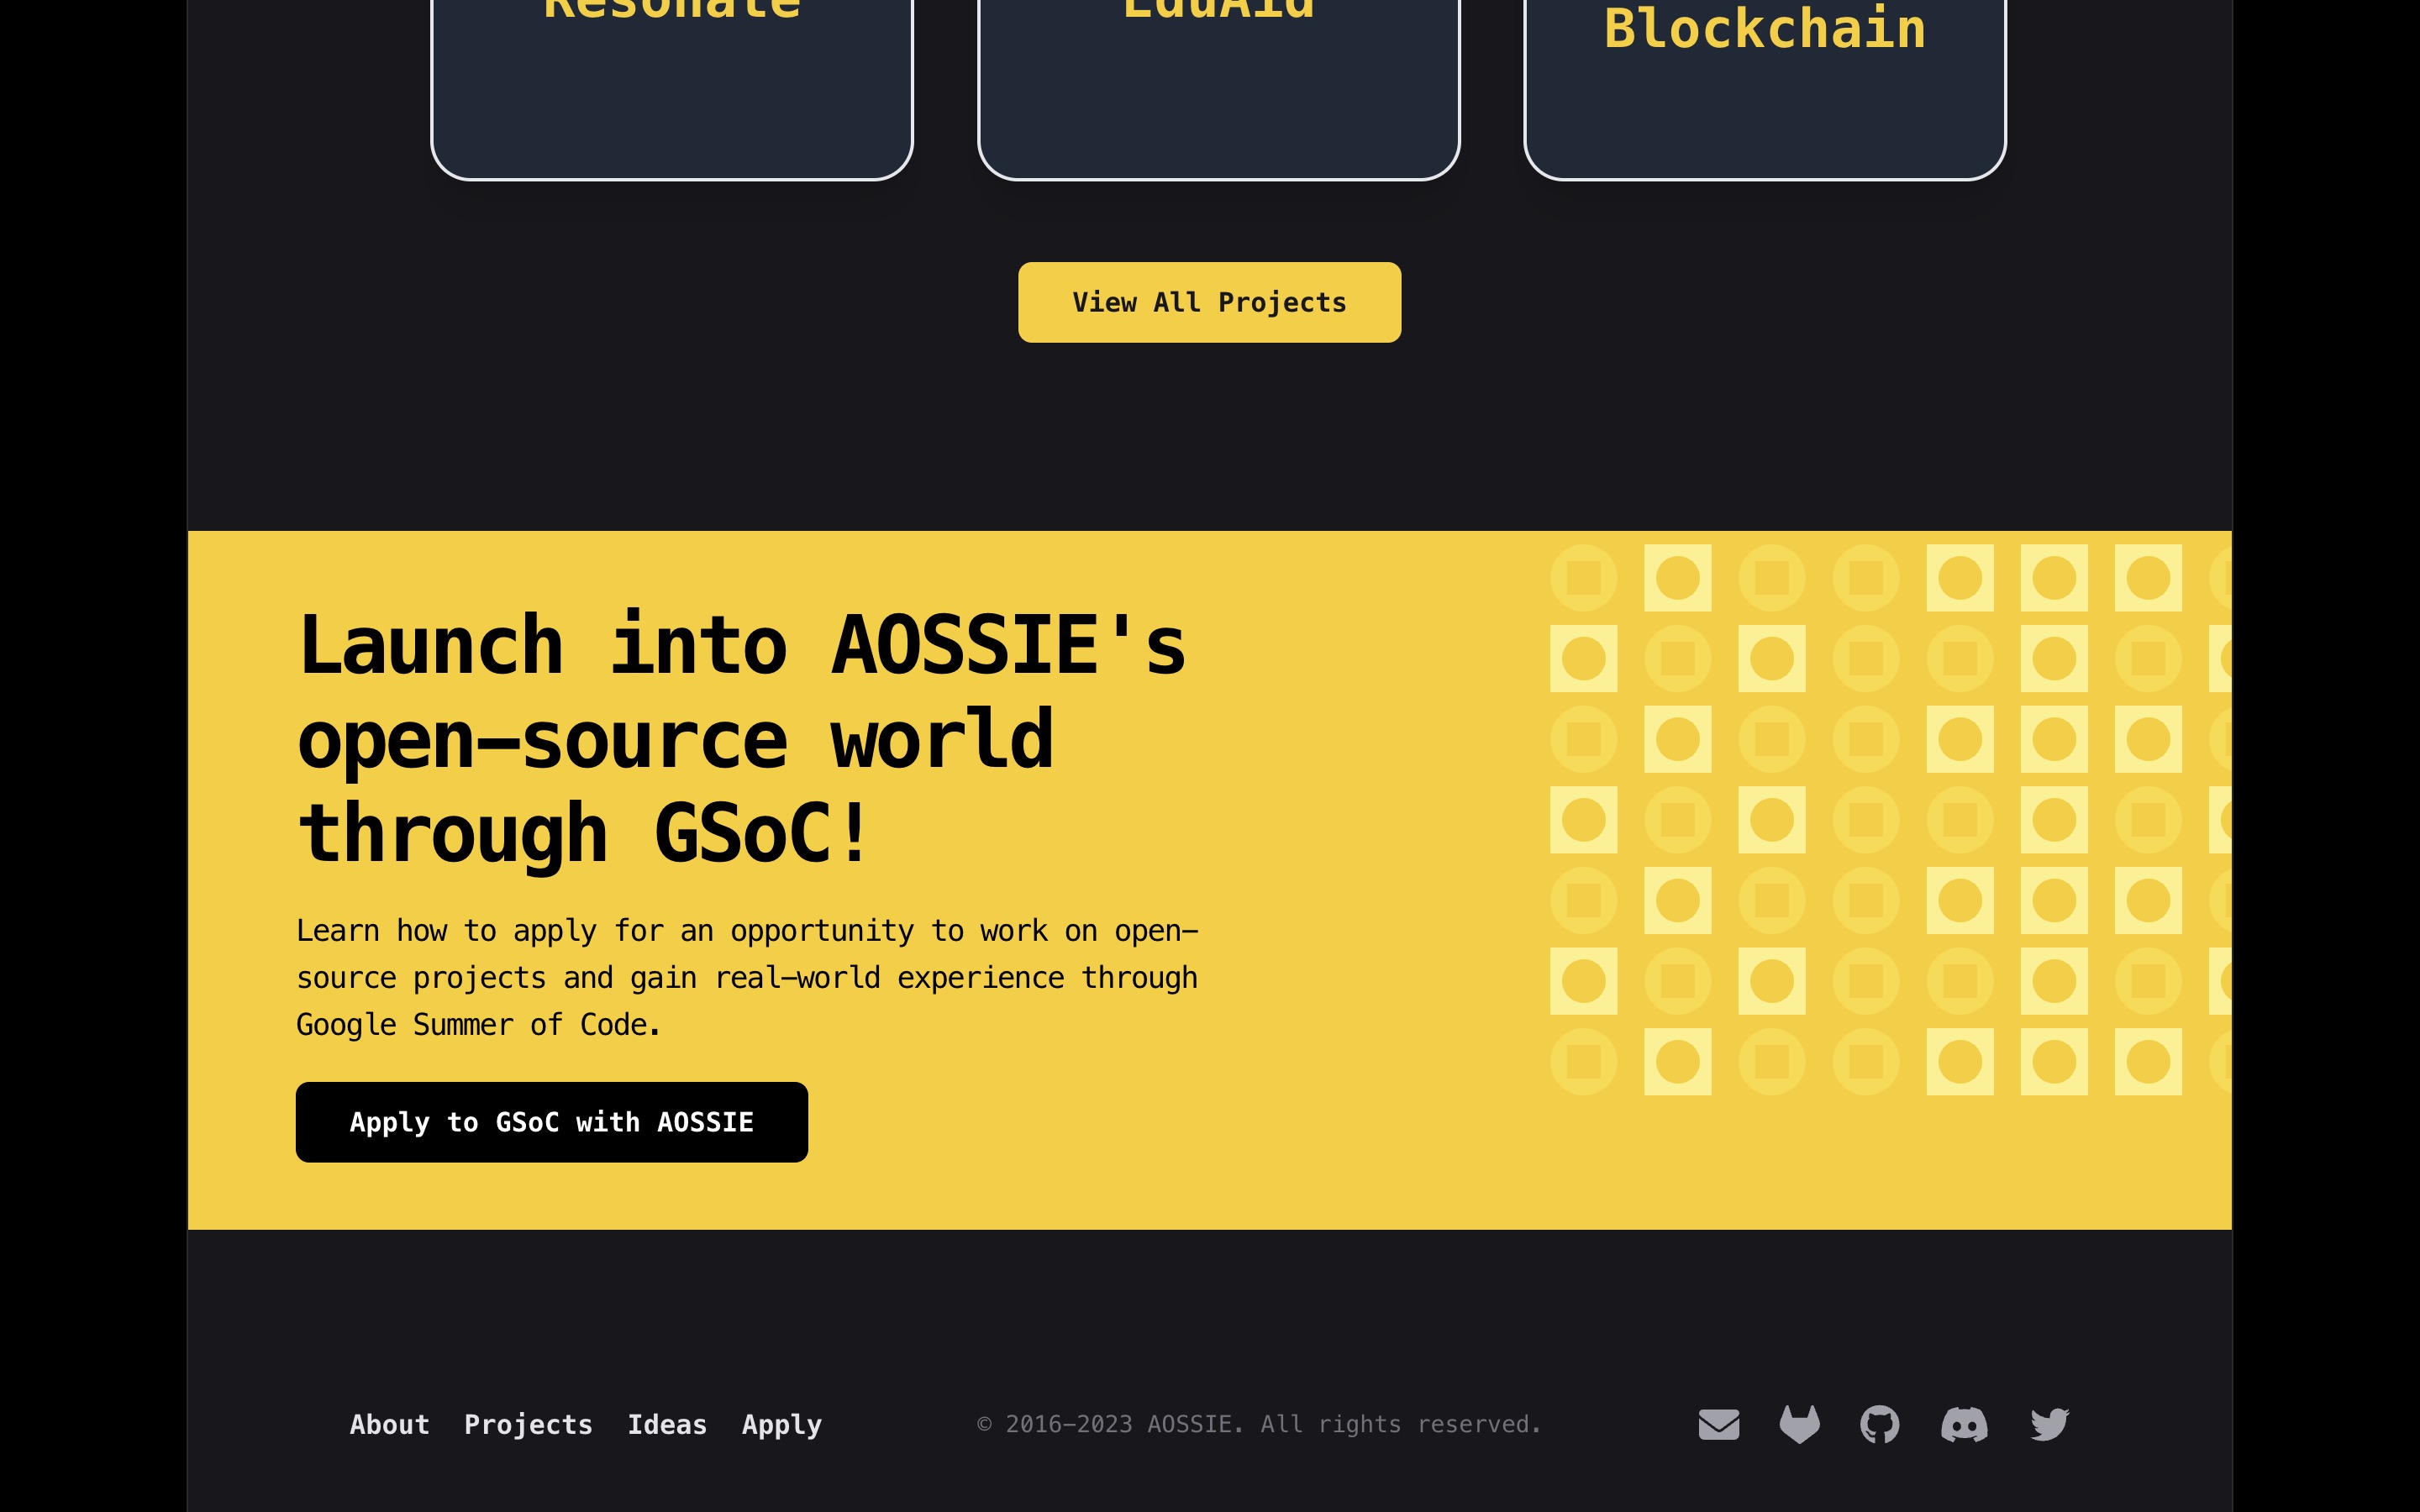 Resonate
EduAid
Blockchain
View All Projects
Launch into AOSSIE's
open-source world
through GSoC!
Learn how to apply for an opportunity to work on open-
source projects and gain real-world experience through
Google Summer of Code.
Apply to GSoC with AOSSIE
About Projects Ideas Apply
© 2016-2023 AOSSIE. All rights reserved.